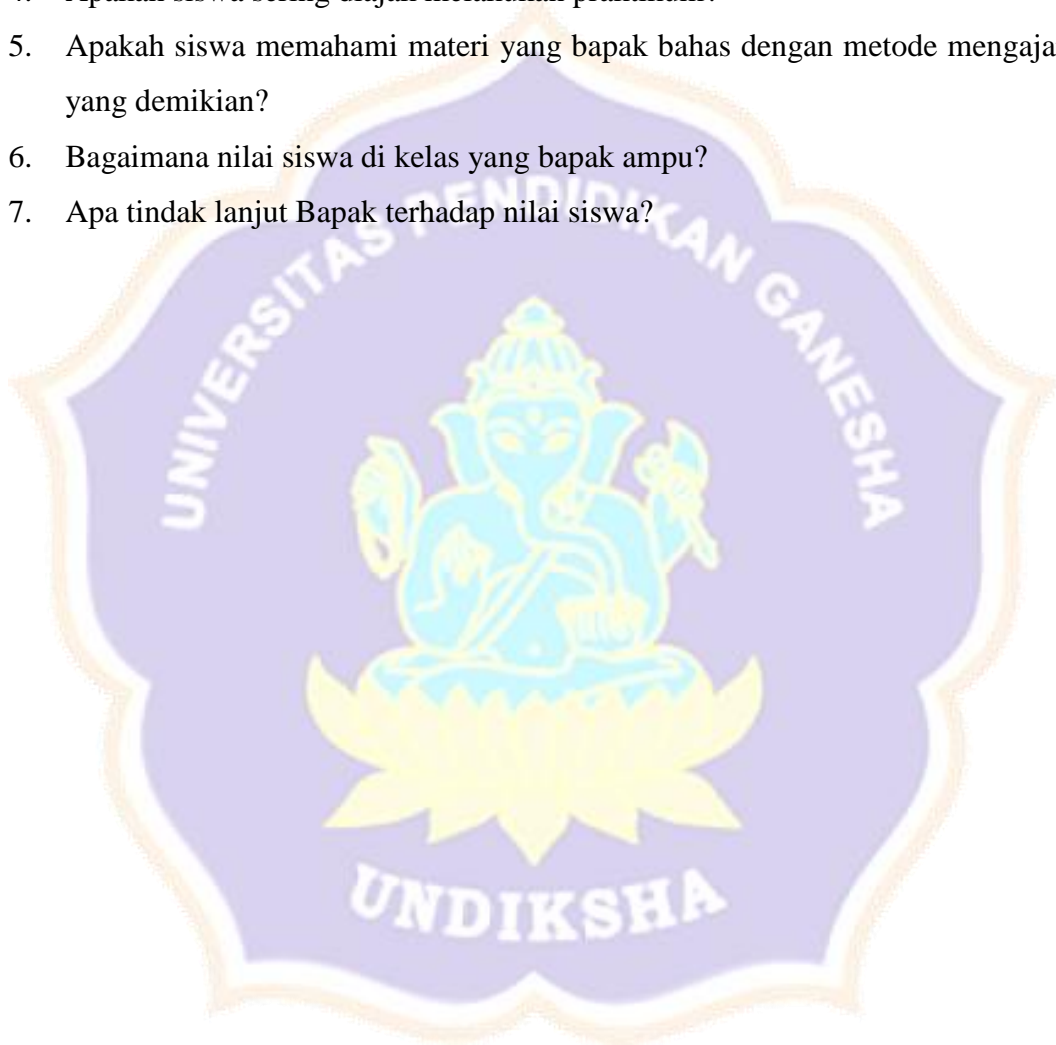 5. Apakah siswa memahami materi yang bapak bahas dengan metode mengaja
yang demikian?
6. Bagaimana nilai siswa di kelas yang bapak ampu?
7. Apa tindak lanjut Bapak terhadap nilai siswa?
UNIVERSITAS PENDIDIKAN GANESHA
UNDIKSHA